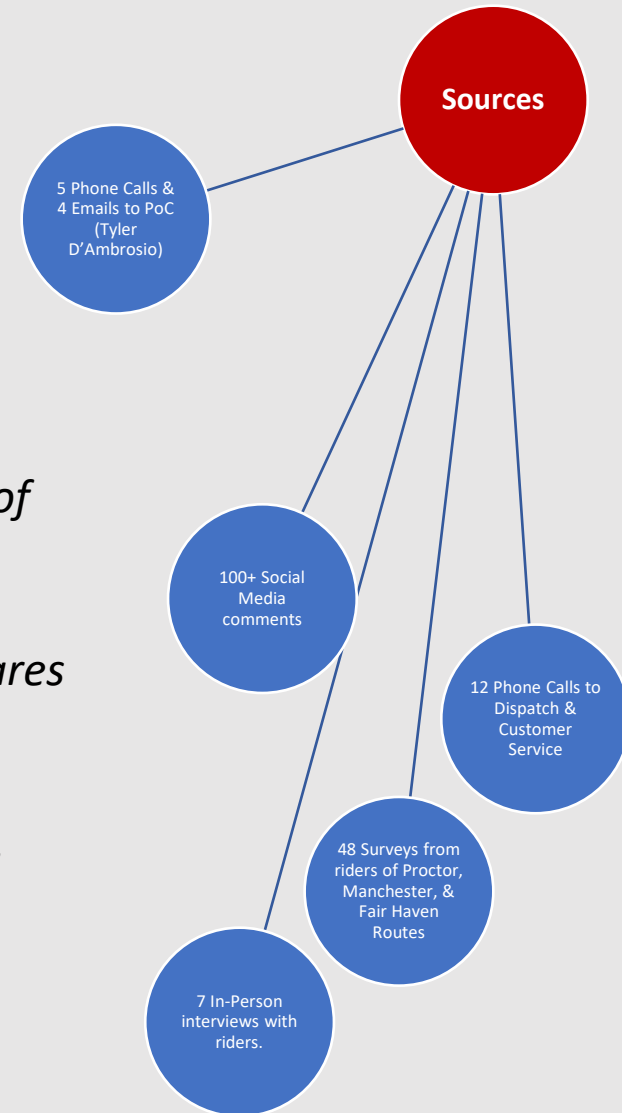 Sources
5 Phone Calls &
4 Emails to PoC
(Tyler
D’Ambrosio)
of
100+ Social
Media
comments
12 Phone Calls to
Dispatch &
Customer
Service
48 Surveys from
riders of Proctor,
Manchester, &
Fair Haven
Routes
7 In-Person
interviews with
riders.